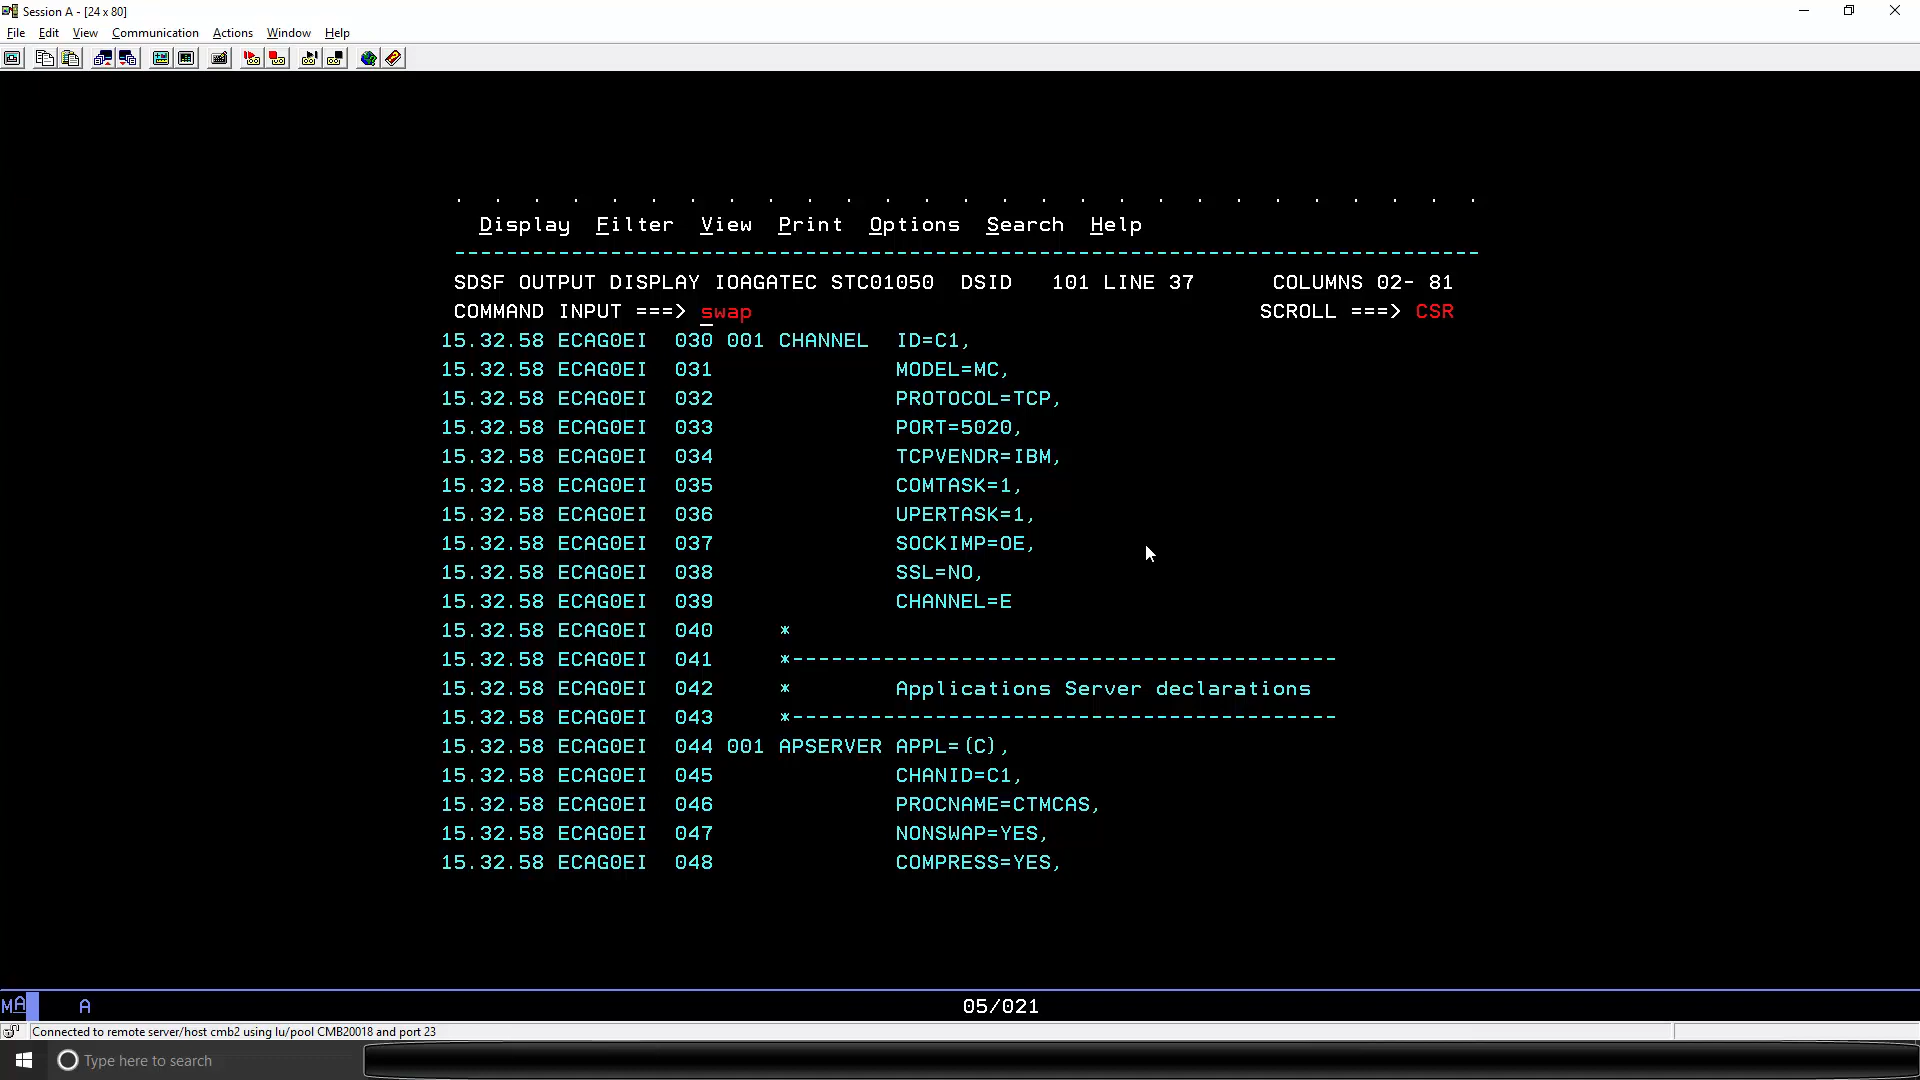 Session A - [24 x 80]
File Edit View Communication Actions Window Help
. . . . . . . . . . . . . . . . . . . . . . . . . . .
Display Filter View Print Options Search Help
-------------------------------------------------------------------------------
SDSF OUTPUT DISPLAY IOAGATEC STC01050 DSID 101 LINE 37 COLUMNS 02- 81
COMMAND INPUT ===> swap SCROLL ===> CSR
15.32.58 ECAG0EI 030 001 CHANNEL ID=C1,
15.32.58 ECAG0EI 031 MODEL=MC,
15.32.58 ECAG0EI 032 PROTOCOL=TCP,
15.32.58 ECAG0EI 033 PORT=5020,
15.32.58 ECAG0EI 034 TCPVENDR=IBM,
15.32.58 ECAG0EI 035 COMTASK=1,
15.32.58 ECAG0EI 036 UPERTASK=1,
15.32.58 ECAG0EI 037 SOCKIMP=OE,
15.32.58 ECAG0EI 038 SSL=NO,
15.32.58 ECAG0EI 039 CHANNEL=E
15.32.58 ECAG0EI 040 *
15.32.58 ECAG0EI 041 *------------------------------------------
15.32.58 ECAG0EI 042 * Applications Server declarations
15.32.58 ECAG0EI 043 *------------------------------------------
15.32.58 ECAG0EI 044 001 APSERVER APPL=(C),
15.32.58 ECAG0EI 045 CHANID=C1,
15.32.58 ECAG0EI 046 PROCNAME=CTMCAS,
15.32.58 ECAG0EI 047 NONSWAP=YES,
15.32.58 ECAG0EI 048 COMPRESS=YES,
MA A 05/021
Connected to remote server/host cmb2 using lu/pool CMB20018 and port 23
Type here to search